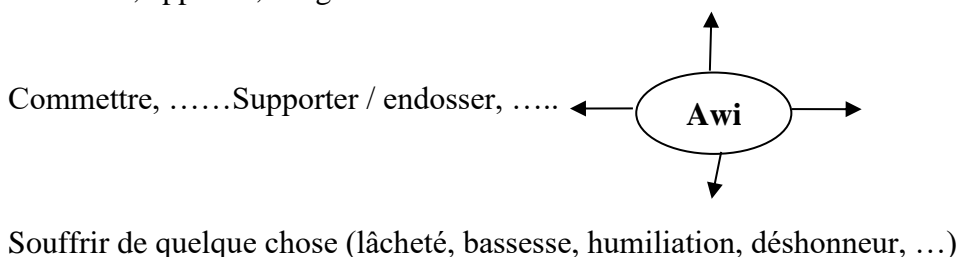 Commettre, ……Supporter / endosser, …..
Awi
Souffrir de quelque chose (lâcheté, bassesse, humiliation, déshonneur, …)